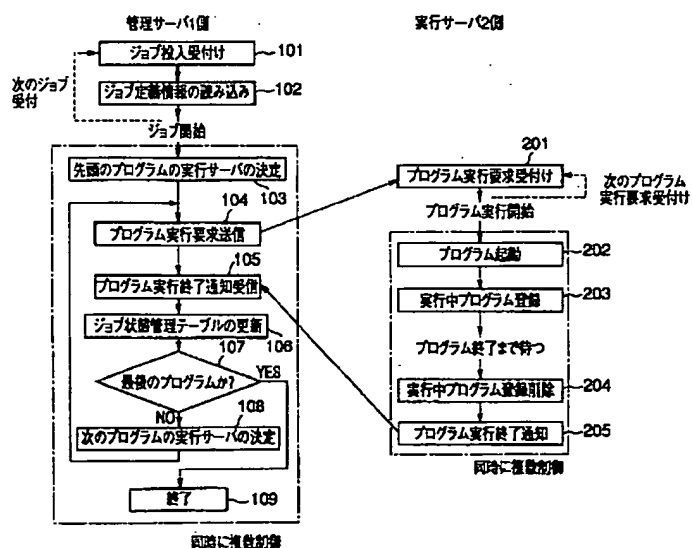 管理サーバ1側
ジョブ投入受付け
101
次のジョブ
受付
ジョブ定義情報の読み込み
102
ジョブ開始
先頭のプログラムの実行サーバの決定
103
104
プログラム実行要求送信
105
プログラム実行終了通知受信
ジョブ状態管理テーブルの更新
106
107
最後のプログラムか?
YES
NO
108
次のプログラムの実行サーバの決定
終了
109
同時に複数制御
実行サーバ2側
201
プログラム実行要求受付け
次のプログラム
実行要求受付け
プログラム実行開始
プログラム起動
202
実行中プログラム登録
203
プログラム終了まで待つ
実行中プログラム登録削除
204
プログラム実行終了通知
205
同時に複数制御